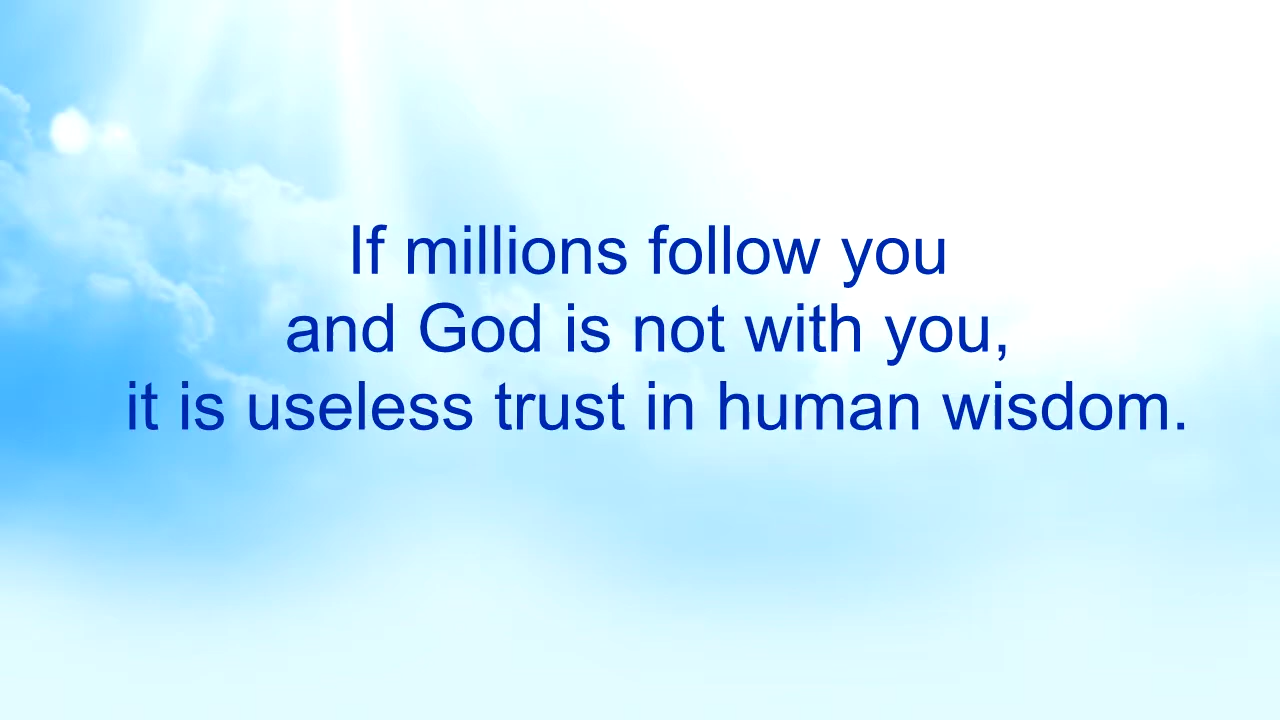 If millions follow you
and God is not with you,
it is useless trust in human wisdom.